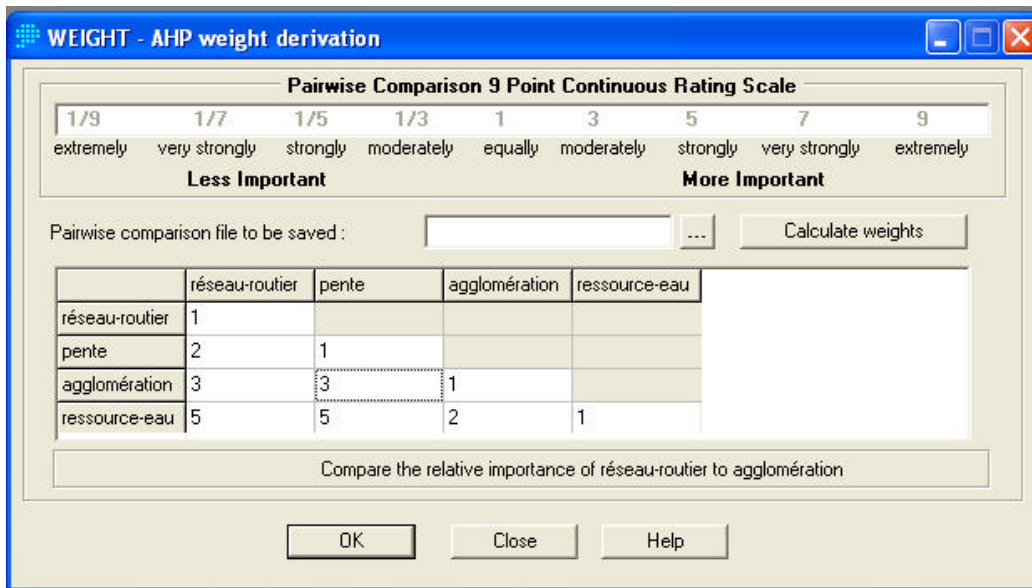 WEIGHT - AHP weight derivation
Pairwise Comparison 9 Point Continuous Rating Scale
1/9 1/7 1/5 1/3 1 3 5 7 9
extremely very strongly strongly moderately equally moderately strongly very strongly extremely
Less Important More Important
Pairwise comparison file to be saved : ... Calculate weights
réseau-routier pente agglomération ressource-eau
réseau-routier 1
pente 2 1
agglomération 3 3 1
ressource-eau 5 5 2 1
Compare the relative importance of réseau-routier to agglomération
OK Close Help